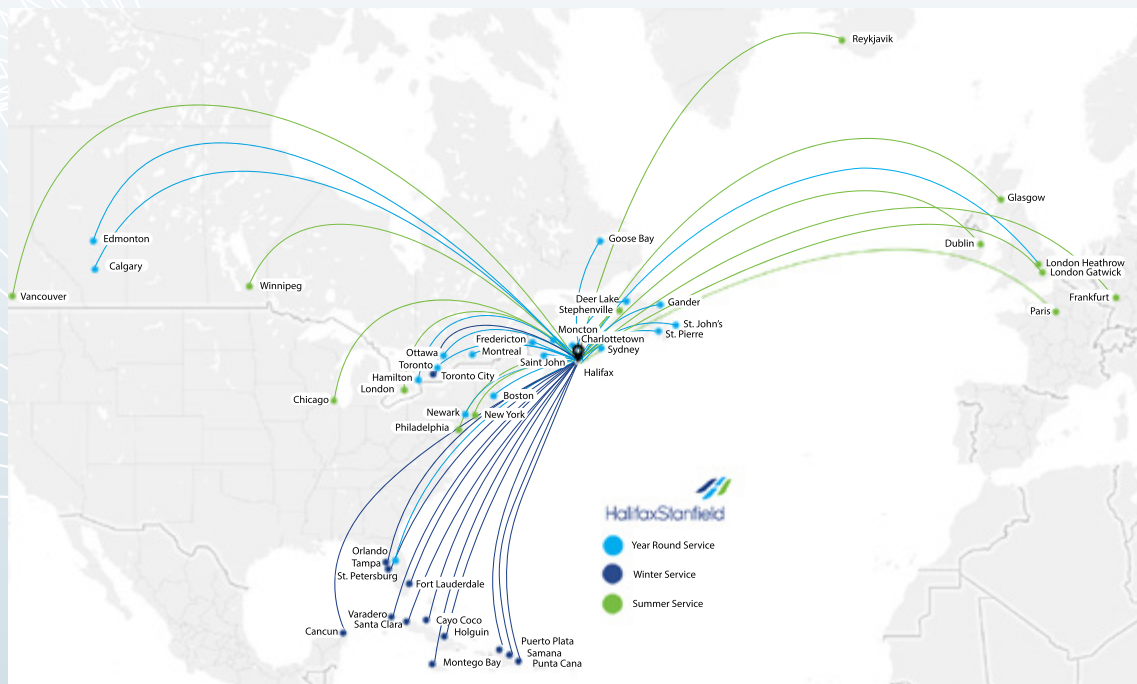 Reykjavik
Glasgow
Edmonton
Goose Bay
Dublin
Calgary
London Heathrow
London Gatwick
Winnipeg
Vancouver
Frankfurt
Deer Lake
Gander
Stephenville
Paris
St. John's
St. Pierre
Moncton
Fredericton
Charlottetown
Ottawa
Montreal
Sydney
Toronto
Saint John
Toronto City
Halifax
Hamilton
London
Chicago
Boston
Newark
New York
Philadelphia
HalifaxStanfield
Year Round Service
Winter Service
Summer Service
Orlando
Tampa
St. Petersburg
Fort Lauderdale
Varadero
Santa Clara
Cayo Coco
Cancun
Holguin
Puerto Plata
Samana
Montego Bay
Punta Cana